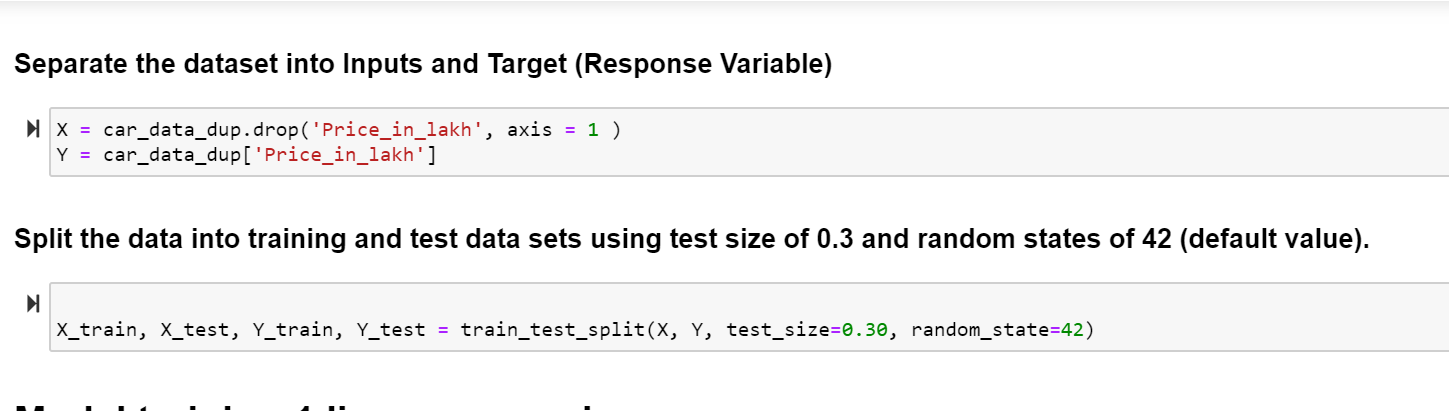 Separate the dataset into Inputs and Target (Response Variable)
X = car_data_dup.drop('Price_in_lakh', axis = 1 )
Y = car_data_dup['Price_in_lakh']
Split the data into training and test data sets using test size of 0.3 and random states of 42 (default value).
X_train, X_test, Y_train, Y_test = train_test_split(X, Y, test_size=0.30, random_state=42)